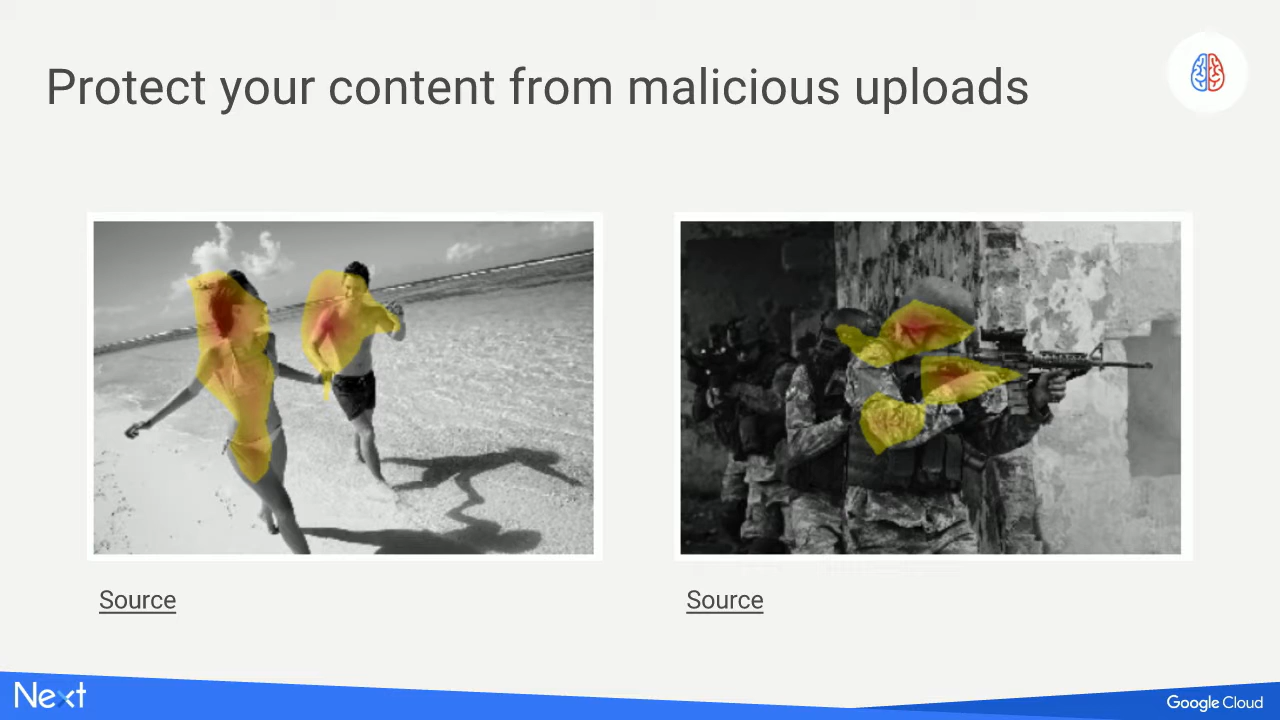 Protect your content from malicious uploads
Source
Source
Next
Google Cloud